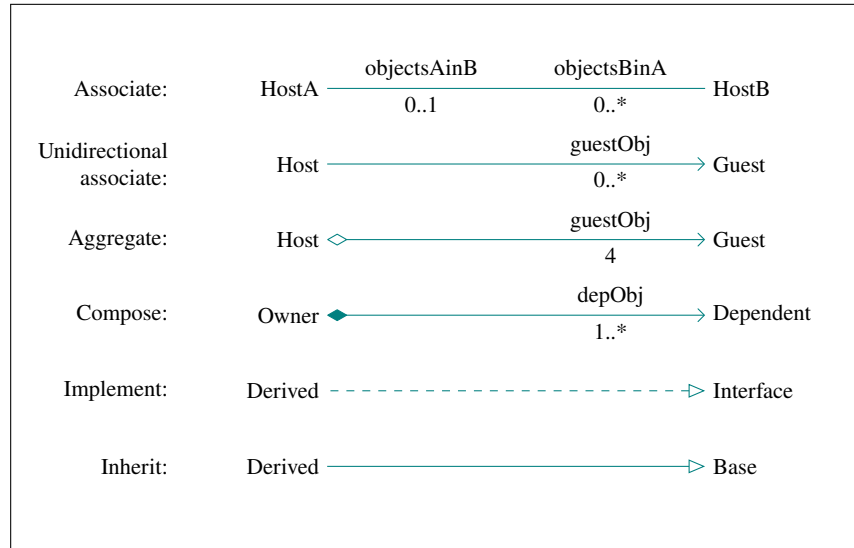 objectsAinB objectsBinA
Associate: HostA HostB
0..1 0..*
Unidirectional
associate:
guestObj
Host Guest
0..*
guestObj
Aggregate: Host Guest
4
depObj
Compose: Owner Dependent
1..*
Implement: Derived Interface
Inherit: Derived Base